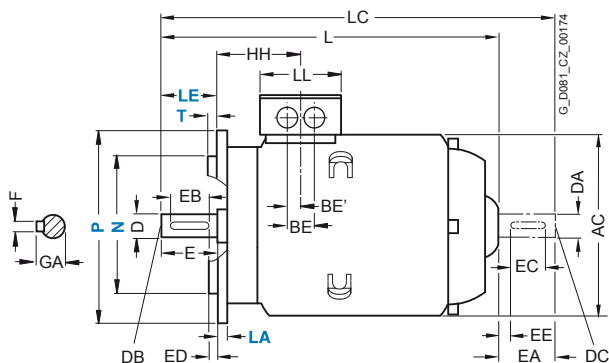 LC
L
HH
LL
LE
T
G_D081_CZ_00174
F
GA
P
N
D
EB
E
BE'
BE
DA
AC
EC
LA
EE
EA
DB
ED
DC